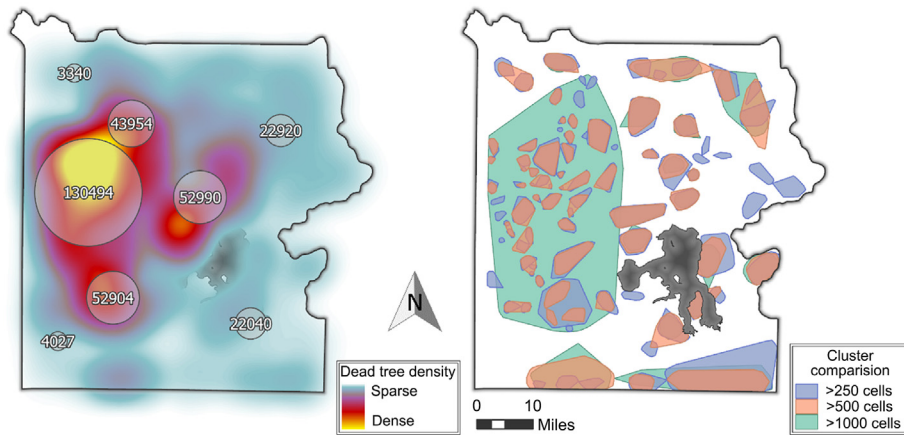 3340
43954
22920
130494
52990
52904
22040
4027
N
Dead tree density
Sparse
Dense
0 10
Miles
Cluster
comparision
>250 cells
>500 cells
>1000 cells